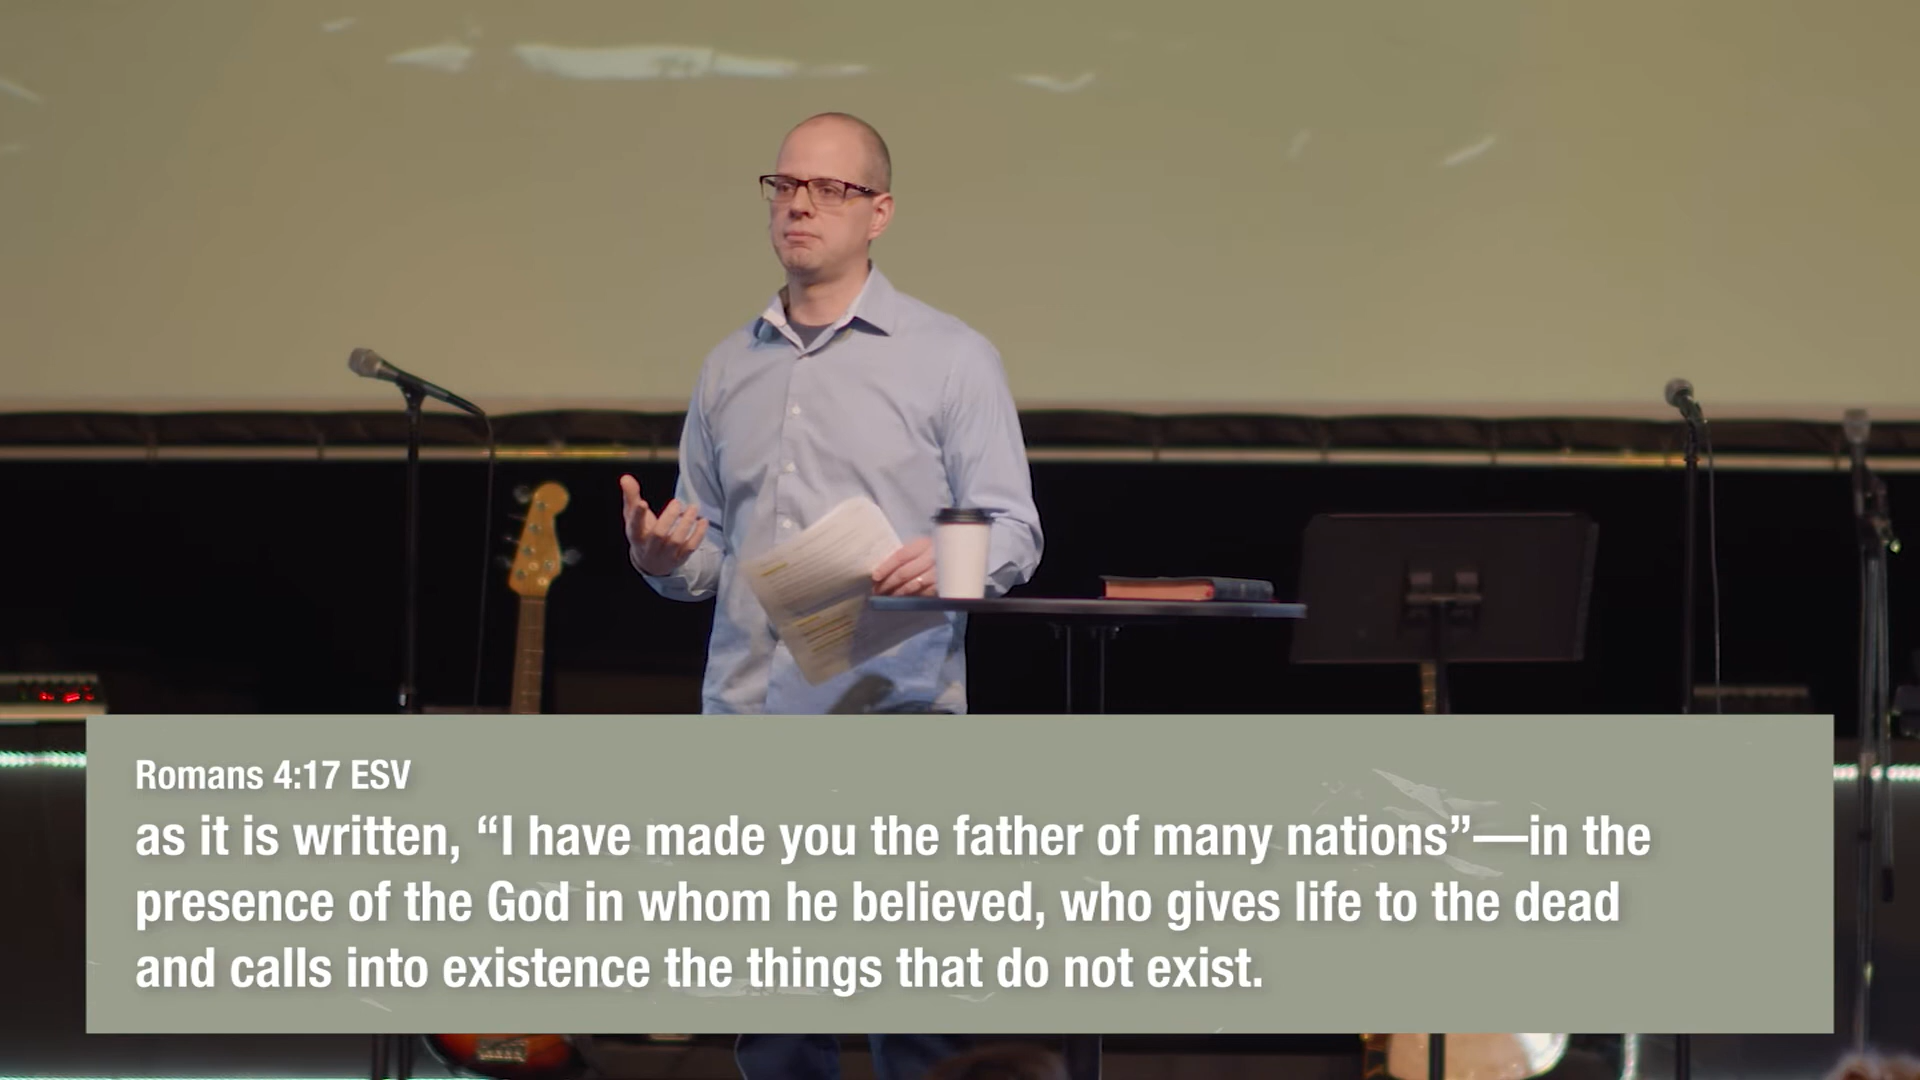 Romans 4:17 ESV
as it is written, “I have made you the father of many nations”—in the
presence of the God in whom he believed, who gives life to the dead
and calls into existence the things that do not exist.